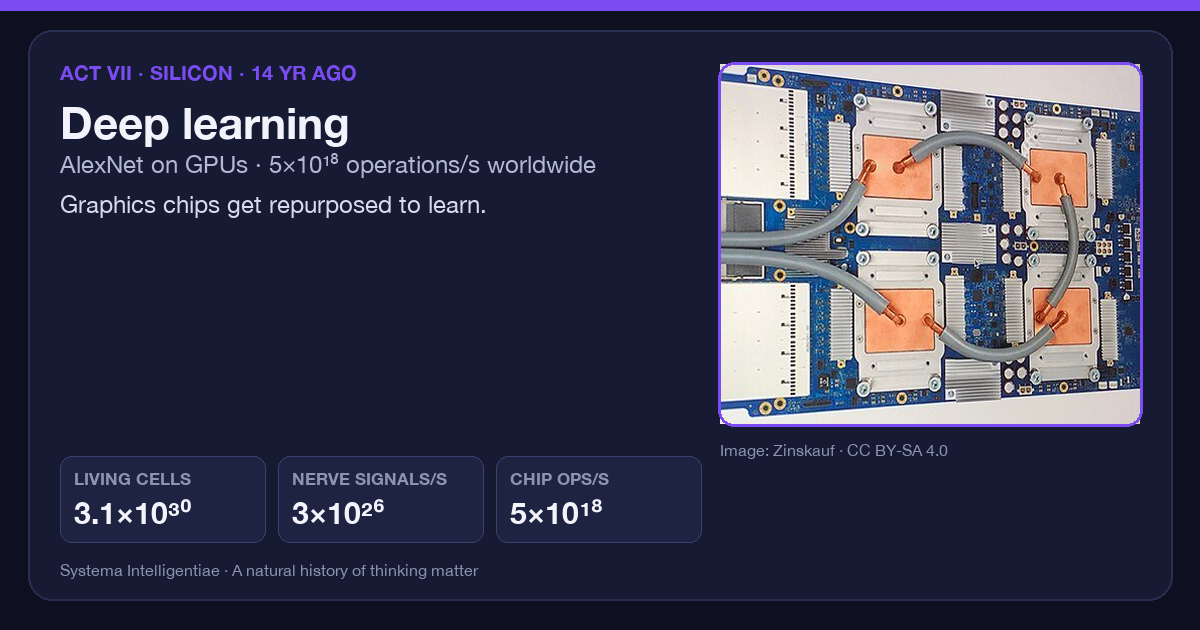 ACT VII · SILICON · 14 YR AGO
Deep learning
AlexNet on GPUs · 5×10¹⁸ operations/s worldwide
Graphics chips get repurposed to learn.
Image: Zinskauf · CC BY-SA 4.0
LIVING CELLS
3.1×10³⁰
NERVE SIGNALS/S
3×10²⁶
CHIP OPS/S
5×10¹⁸
Systema Intelligentiae · A natural history of thinking matter